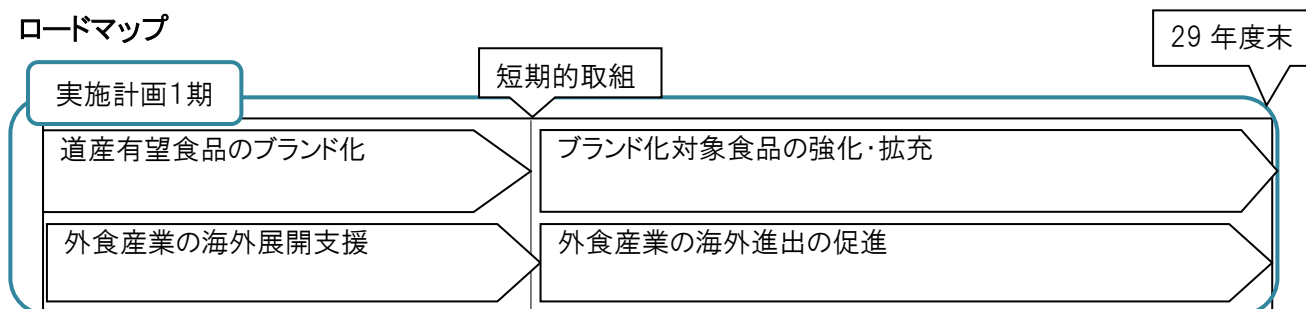 ロードマップ
29 年度末
短期的取組
実施計画1期
道産有望食品のブランド化
ブランド化対象食品の強化・拡充
外食産業の海外展開支援
外食産業の海外進出の促進